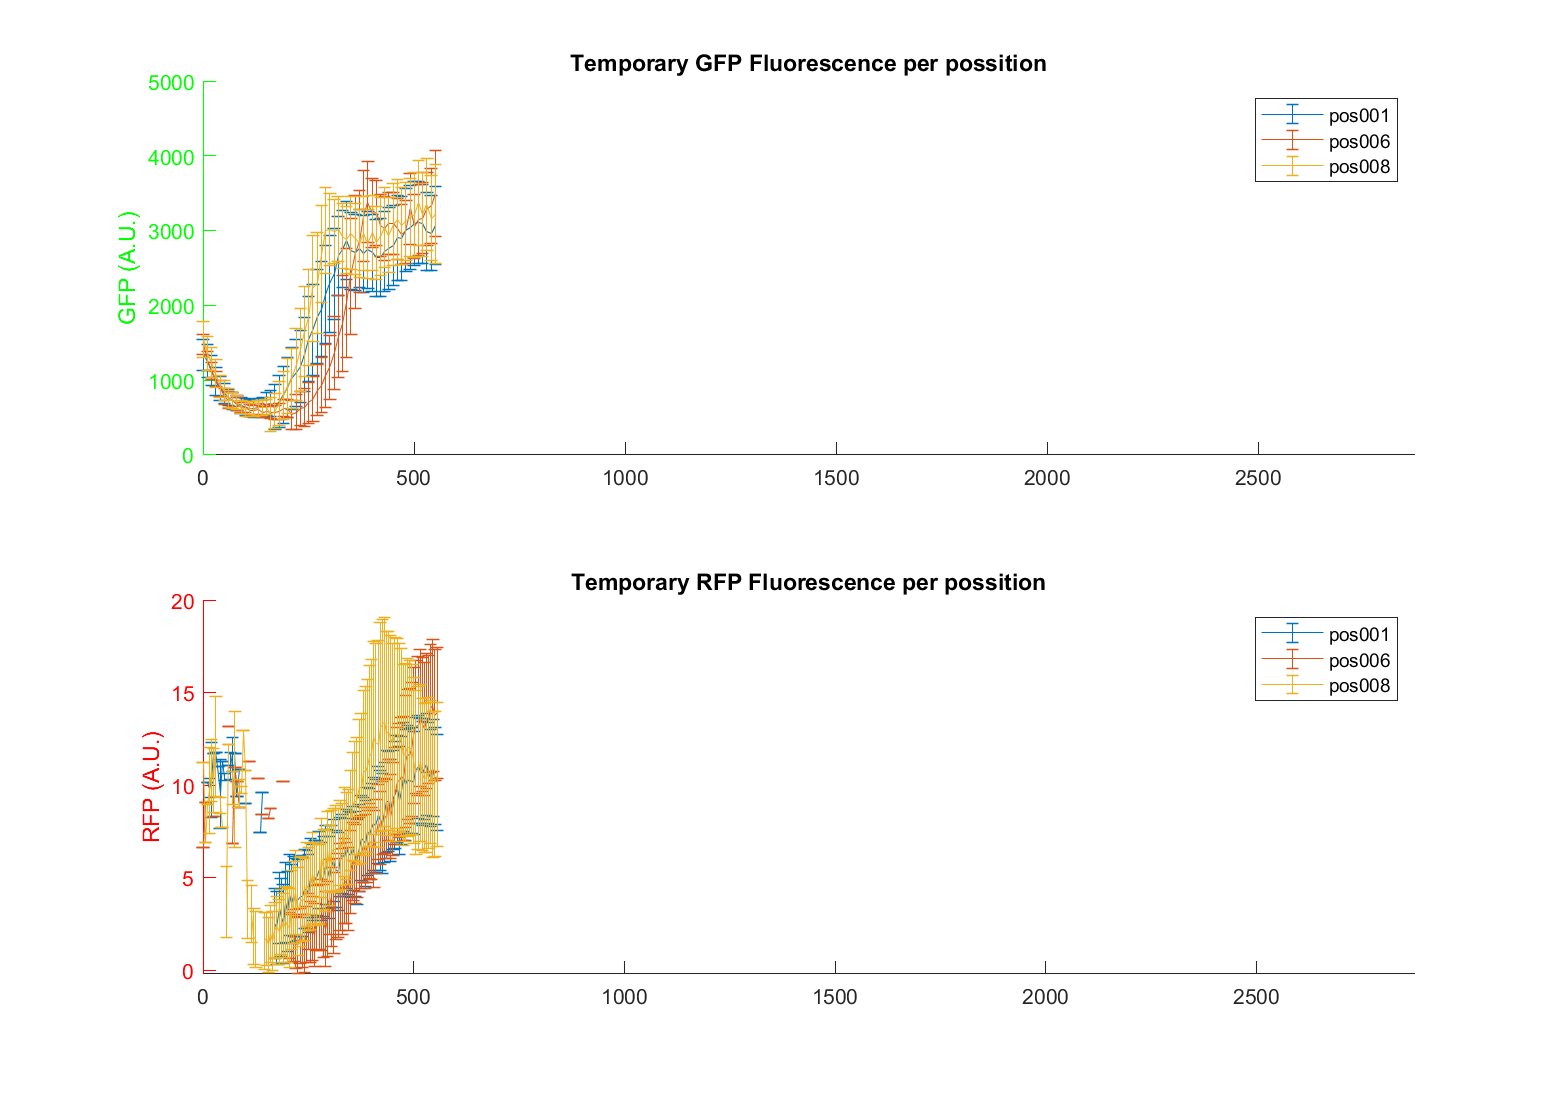 Temporary GFP Fluorescence per possition
5000
4000
3000
2000
1000
0
GFP (A.U.)
pos001
pos006
pos008
0 500 1000 1500 2000 2500
Temporary RFP Fluorescence per possition
20
15
10
5
0
RFP (A.U.)
pos001
pos006
pos008
0 500 1000 1500 2000 2500